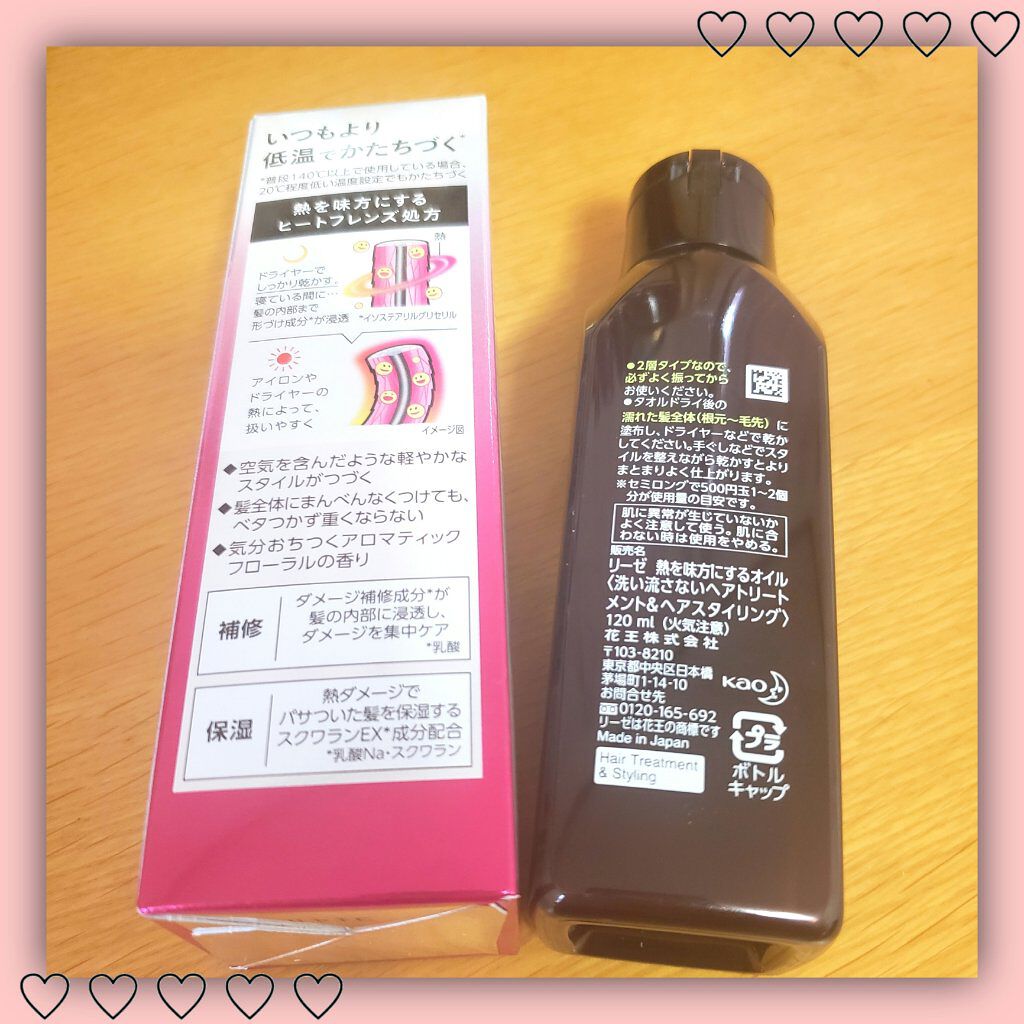 いつもより
低温でかたちづく*
*普段140℃以上で使用している場合、
20℃程度低い温度設定でもかたちづく
熱を味方にする
ヒートフレンズ処方
熱
ドライヤーで
しっかり乾かす。
寝ている間に…
髪の内部まで
形づけ成分*が浸透
*イソステアリルグリセリル
アイロンや
ドライヤーの
熱によって、
扱いやすく
イメージ図
◆空気を含んだような軽やかな
スタイルがつづく
◆髪全体にまんべんなくつけても、
ベタつかず重くならない
◆気分おちつくアロマティック
フローラルの香り
補修
ダメージ補修成分*が
髪の内部に浸透し、
ダメージを集中ケア
*乳酸
保湿
熱ダメージで
パサついた髪を保湿する
スクワランEX*成分配合
*乳酸Na・スクワラン
●2層タイプなので、
必ずよく振ってから
お使いください。
●タオルドライ後の
濡れた髪全体(根元〜毛先)に
塗布し、ドライヤーなどで乾か
してください。手ぐしなどでスタ
イルを整えながら乾かすとより
まとまりよく仕上がります。
※セミロングで500円玉1〜2個
分が使用量の目安です。
肌に異常が生じていないか
よく注意して使う。肌に合
わない時は使用をやめる。
販売名
リーゼ 熱を味方にするオイル
〈洗い流さないヘアトリート
メント&ヘアスタイリング〉
120 ml (火気注意)
花王株式会社
〒103-8210
東京都中央区日本橋
茅場町1-14-10
お問合せ先
0120-165-692
リーゼは花王の商標です
Made in Japan
Kao
Hair Treatment
& Styling
プラ
ボトル
キャップ